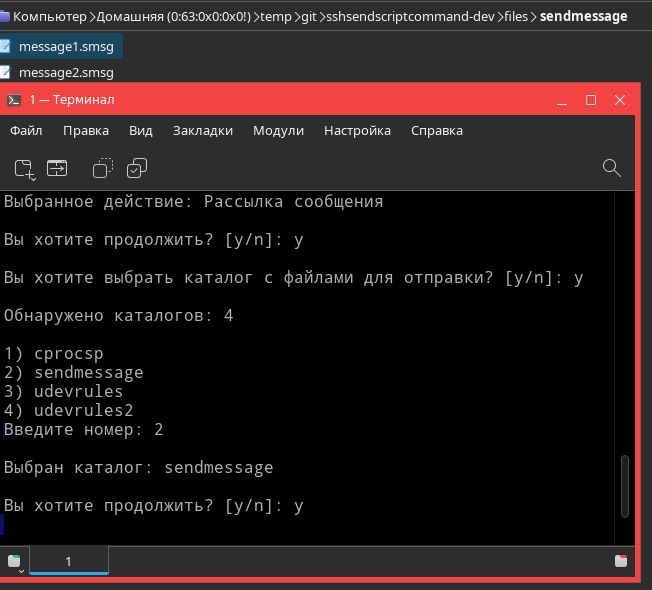 Компьютер > Домашняя (0:63:0x0:0x0!) > temp > git > sshsendscriptcommand-dev > files > sendmessage
message1.smsg
message2.smsg
1 — Терминал
Файл Правка Вид Закладки Модули Настройка Справка
Выбранное действие: Рассылка сообщения
Вы хотите продолжить? [y/n]: y
Вы хотите выбрать каталог с файлами для отправки? [y/n]: y
Обнаружено каталогов: 4
1) cprocsp
2) sendmessage
3) udevrules
4) udevrules2
Введите номер: 2
Выбран каталог: sendmessage
Вы хотите продолжить? [y/n]: y
1